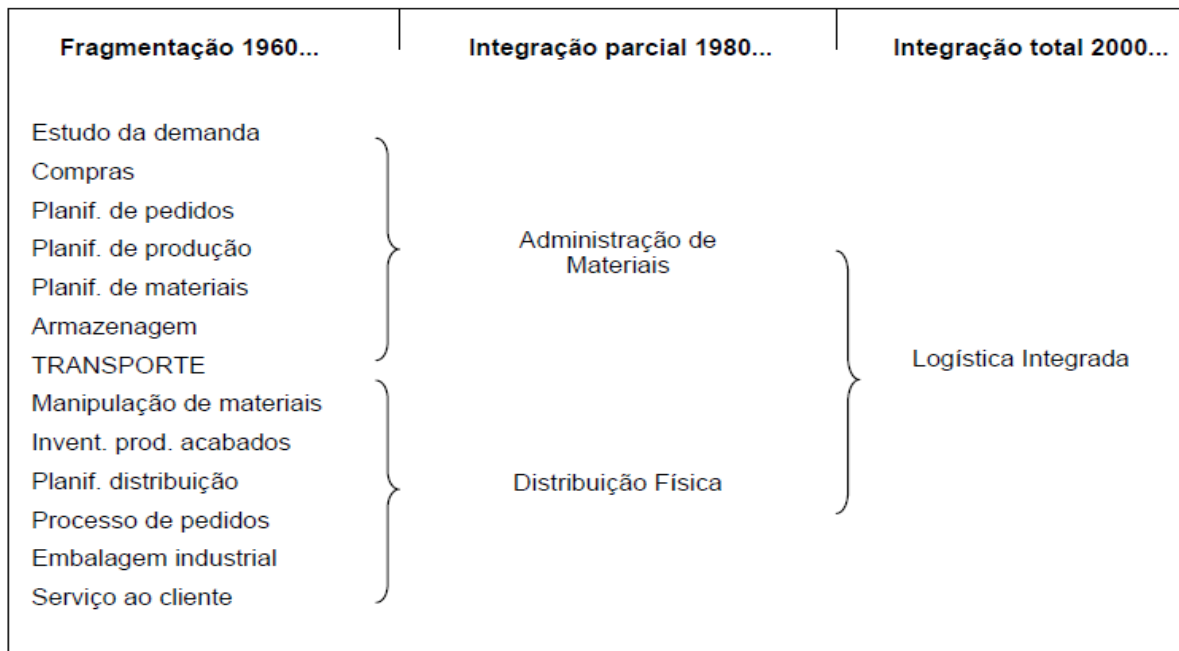 Fragmentação 1960...
Integração parcial 1980...
Integração total 2000...
Estudo da demanda
Compras
Planif. de pedidos
Planif. de produção
Planif. de materiais
Armazenagem
TRANSPORTE
Manipulação de materiais
Invent. prod. acabados
Planif. distribuição
Processo de pedidos
Embalagem industrial
Serviço ao cliente
Administração de
Materiais
Distribuição Física
Logística Integrada